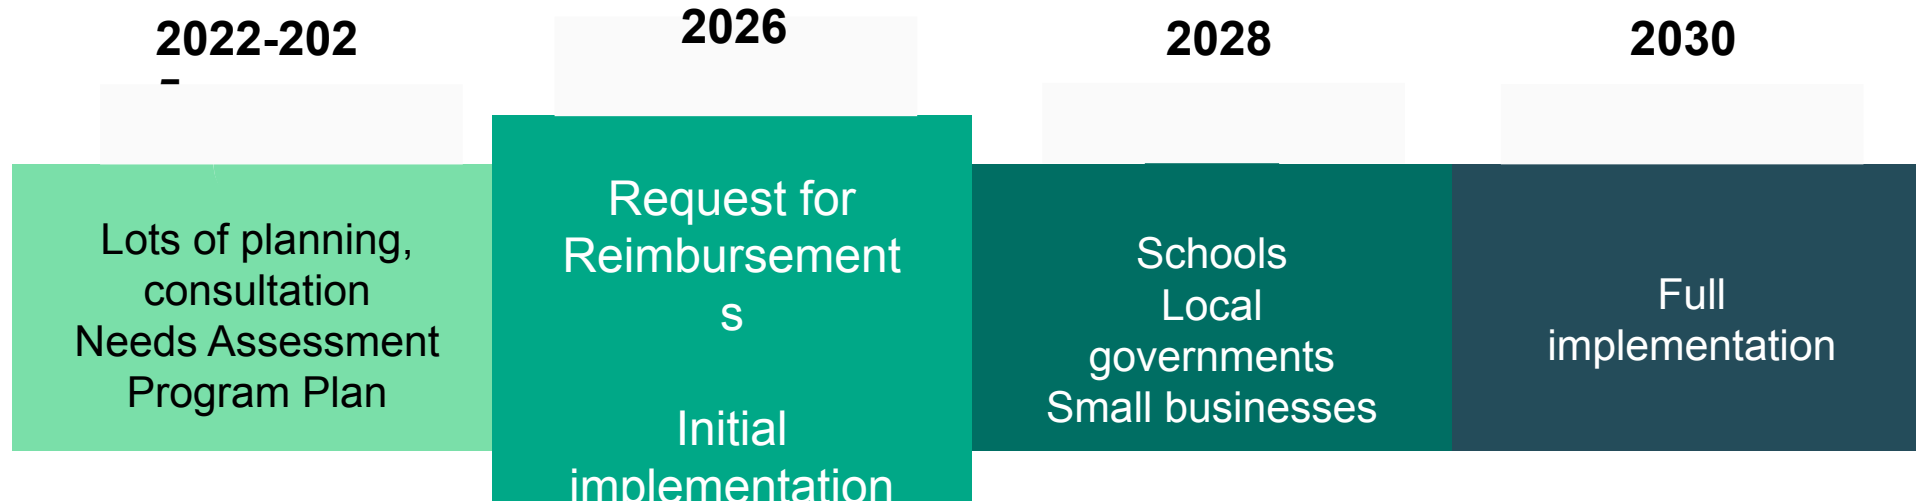 2022-202
2026
2028
2030
Lots of planning,
consultation
Needs Assessment
Program Plan
Request for
Reimbursement
s
Initial
implementation
Schools
Local
governments
Small businesses
Full
implementation